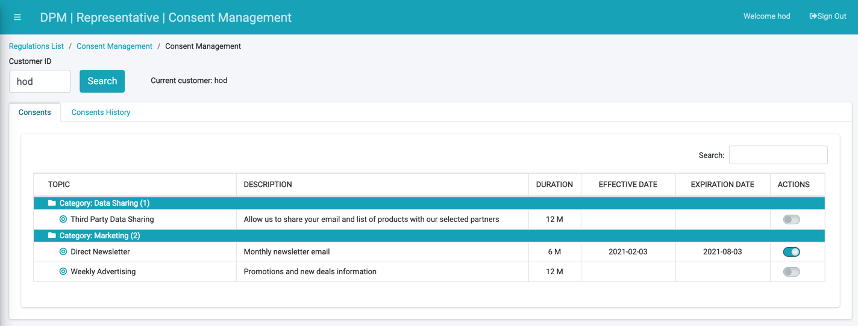 DPM | Representative | Consent Management
Welcome hod
Sign Out
Regulations List / Consent Management / Consent Management
Customer ID
hod
Search
Current customer: hod
Consents
Consents History
Search:
TOPIC DESCRIPTION DURATION EFFECTIVE DATE EXPIRATION DATE ACTIONS
Category: Data Sharing (1)
Third Party Data Sharing Allow us to share your email and list of products with our selected partners 12 M
Category: Marketing (2)
Direct Newsletter Monthly newsletter email 6 M 2021-02-03 2021-08-03
Weekly Advertising Promotions and new deals information 12 M